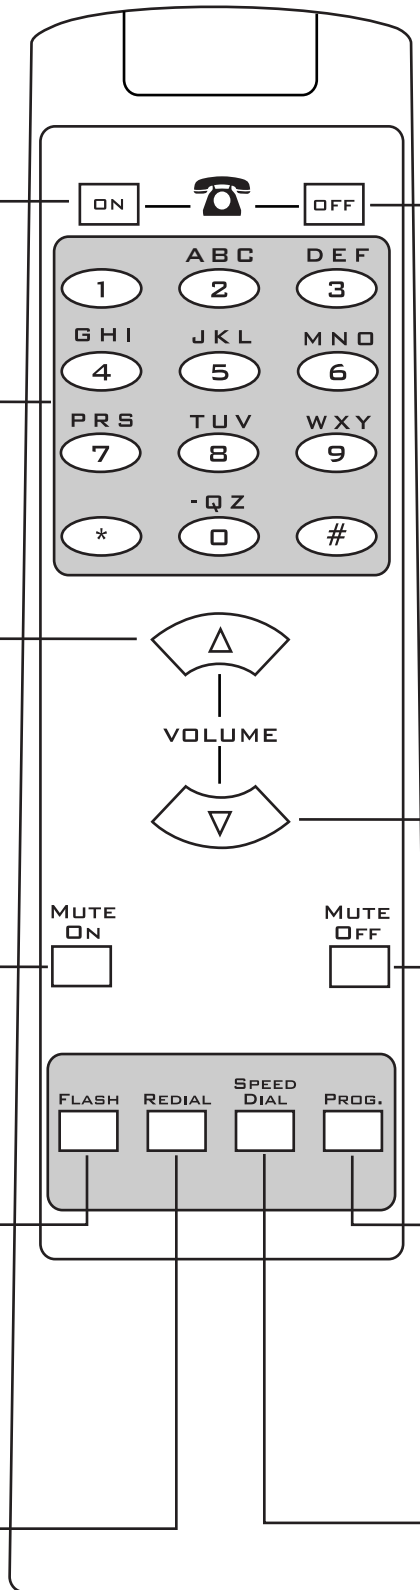 ON OFF
ABC DEF
1 2 3
GHI JKL MNO
4 5 6
PRS TUV WXY
7 8 9
-QZ
* 0 #
VOLUME
MUTE ON MUTE OFF
FLASH REDIAL SPEED DIAL PROG.